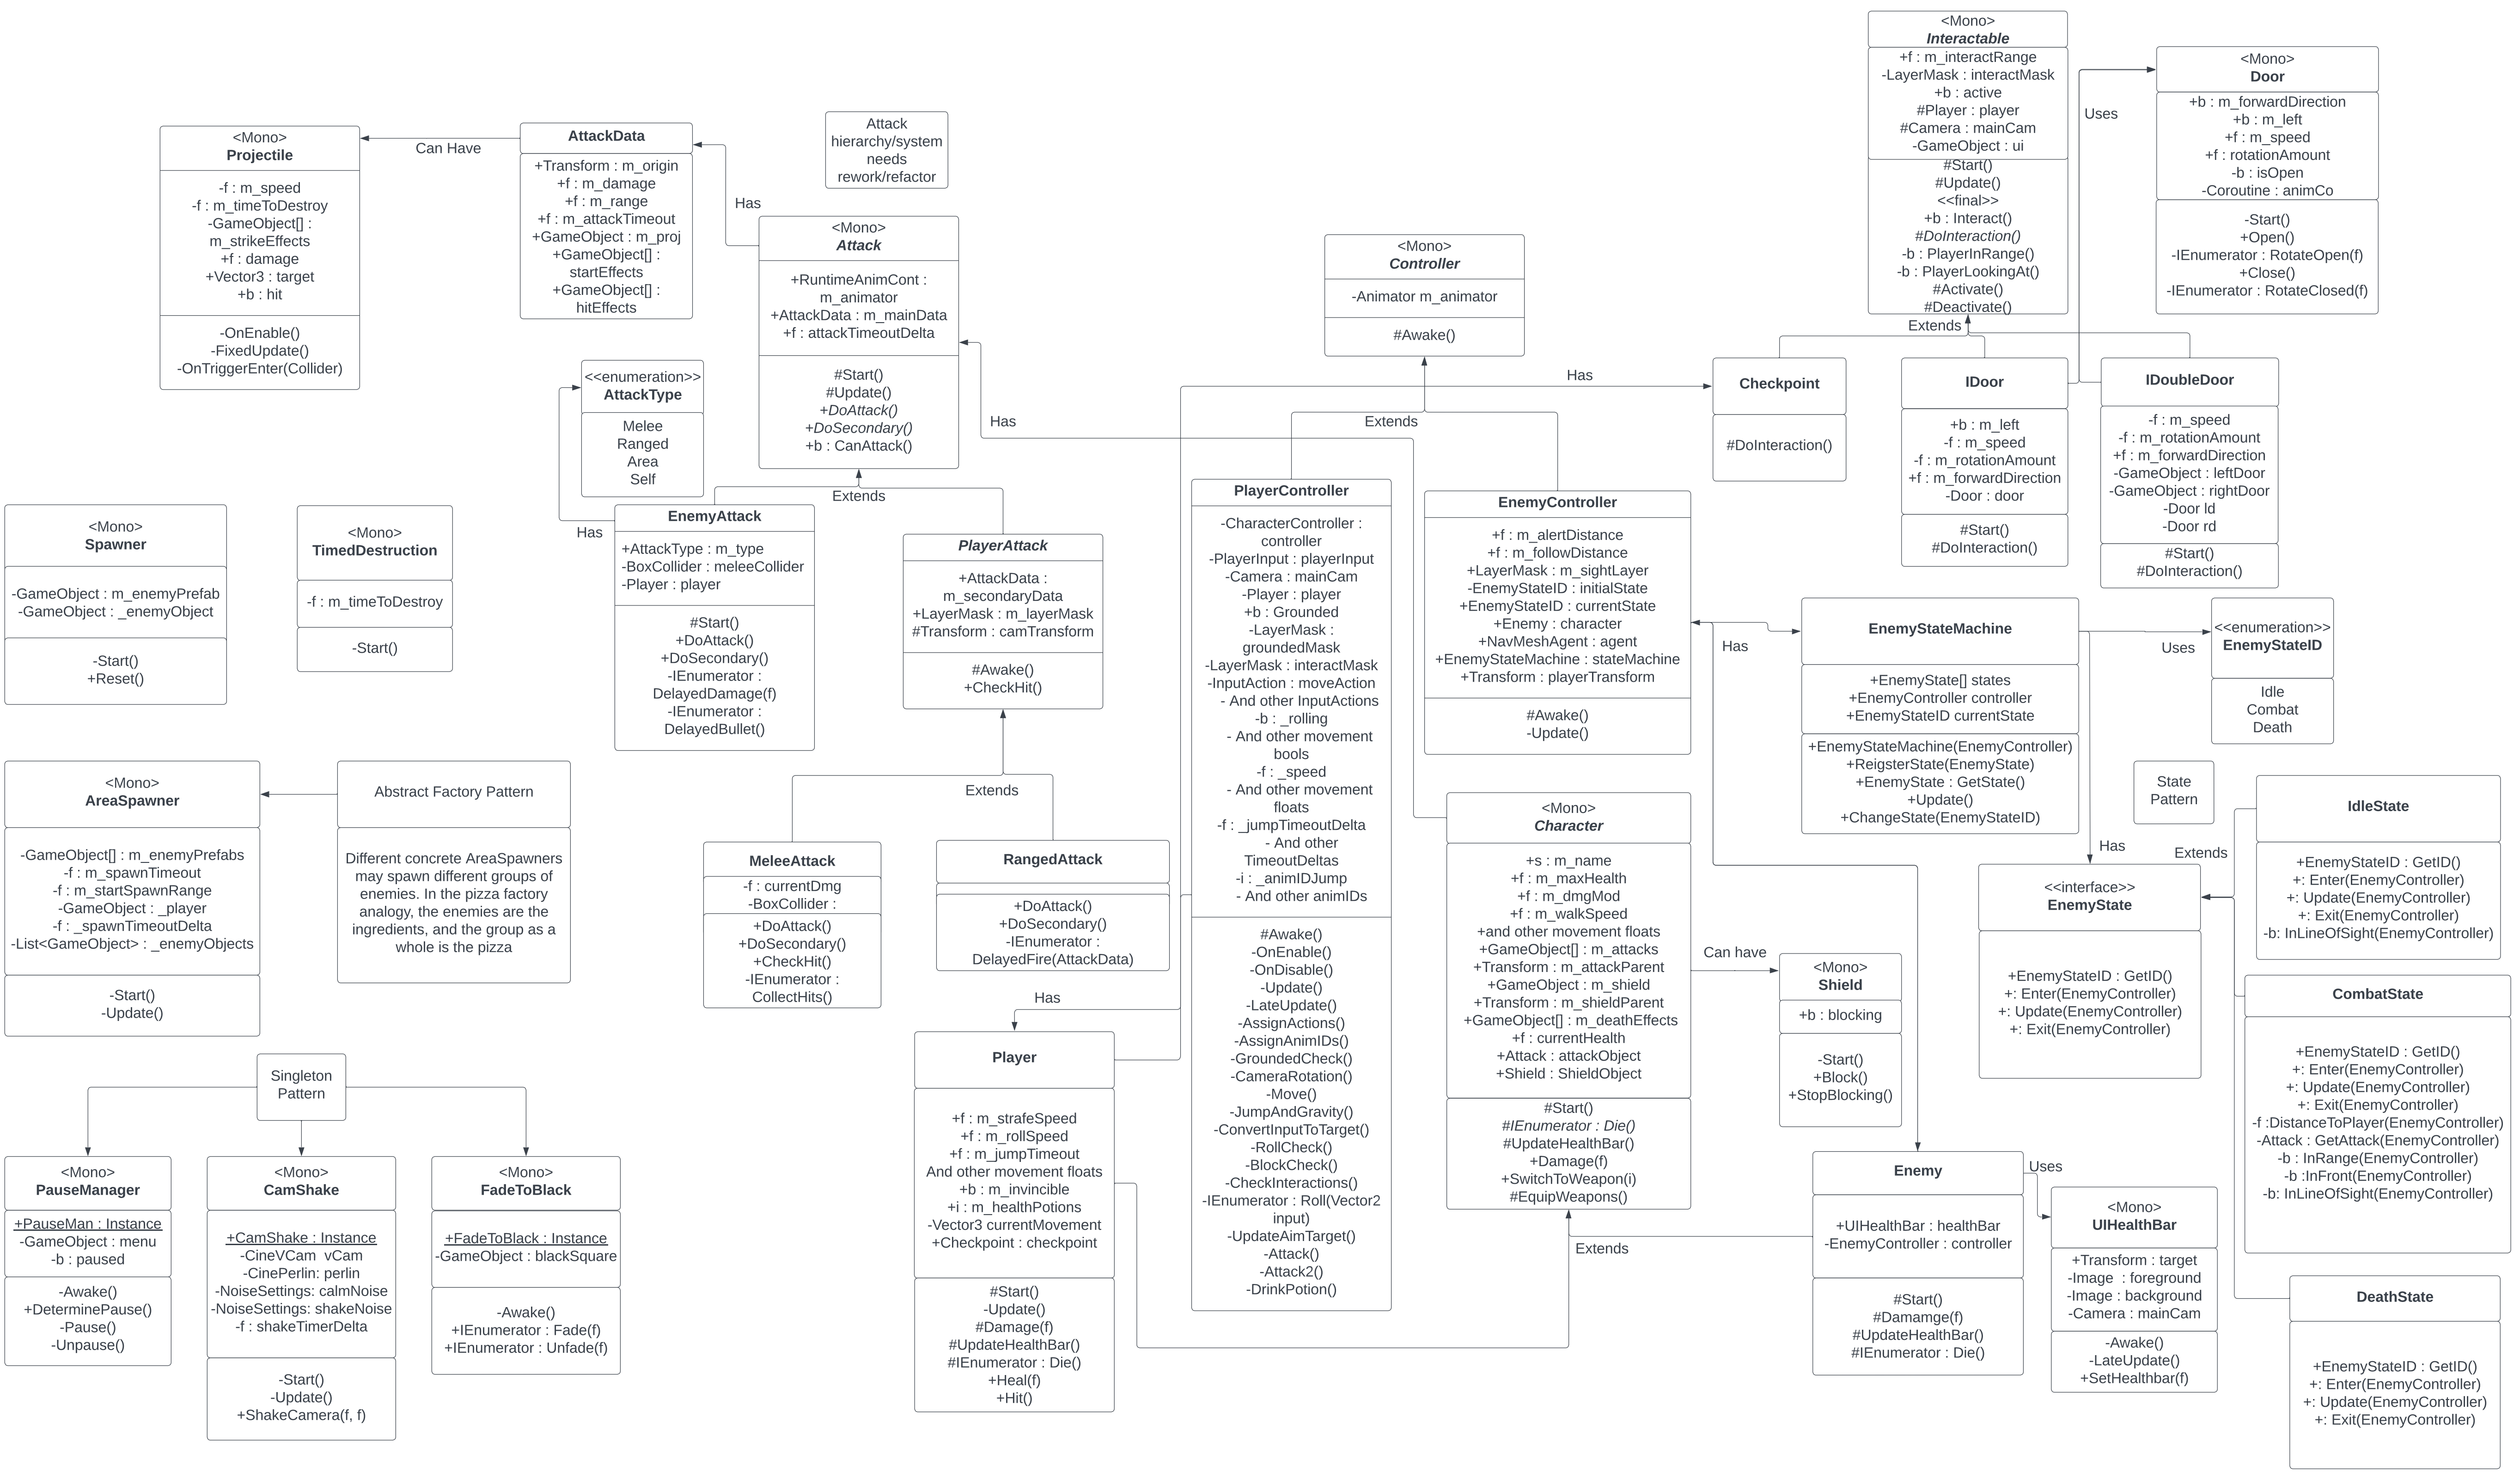 <Mono>
Projectile
-f : m_speed
-f : m_timeToDestroy
-GameObject[] :
m_strikeEffects
+f : damage
+Vector3 : target
+b : hit
-OnEnable()
-FixedUpdate()
-OnTriggerEnter(Collider)
Can Have
AttackData
+Transform : m_origin
+f : m_damage
+f : m_range
+f : m_attackTimeout
+GameObject : m_proj
+GameObject[] :
startEffects
+GameObject[] :
hitEffects
Attack
hierarchy/system
needs
rework/refactor
Has
<Mono>
Attack
+RuntimeAnimCont :
m_animator
+AttackData : m_mainData
+f : attackTimeoutDelta
#Start()
#Update()
+DoAttack()
+DoSecondary()
+b : CanAttack()
Has
Extends
<<enumeration>>
AttackType
Melee
Ranged
Area
Self
Has
EnemyAttack
+AttackType : m_type
-BoxCollider : meleeCollider
-Player : player
#Start()
+DoAttack()
+DoSecondary()
-IEnumerator :
DelayedDamage(f)
-IEnumerator :
DelayedBullet()
PlayerAttack
+AttackData :
m_secondaryData
+LayerMask : m_layerMask
#Transform : camTransform
#Awake()
+CheckHit()
Extends
MeleeAttack
-f : currentDmg
-BoxCollider :
+DoAttack()
+DoSecondary()
+CheckHit()
-IEnumerator :
CollectHits()
RangedAttack
+DoAttack()
+DoSecondary()
-IEnumerator :
DelayedFire(AttackData)
<Mono>
Spawner
-GameObject : m_enemyPrefab
-GameObject : _enemyObject
-Start()
+Reset()
<Mono>
TimedDestruction
-f : m_timeToDestroy
-Start()
<Mono>
AreaSpawner
-GameObject[] : m_enemyPrefabs
-f : m_spawnTimeout
-f : m_startSpawnRange
-GameObject : _player
-f : _spawnTimeoutDelta
-List<GameObject> : _enemyObjects
-Start()
-Update()
Abstract Factory Pattern
Different concrete AreaSpawners
may spawn different groups of
enemies. In the pizza factory
analogy, the enemies are the
ingredients, and the group as a
whole is the pizza
Singleton
Pattern
<Mono>
PauseManager
+PauseMan : Instance
-GameObject : menu
-b : paused
-Awake()
+DeterminePause()
-Pause()
-Unpause()
<Mono>
CamShake
+CamShake : Instance
-CineVCam  vCam
-CinePerlin: perlin
-NoiseSettings: calmNoise
-NoiseSettings: shakeNoise
-f : shakeTimerDelta
-Start()
-Update()
+ShakeCamera(f, f)
<Mono>
FadeToBlack
+FadeToBlack : Instance
-GameObject : blackSquare
-Awake()
+IEnumerator : Fade(f)
+IEnumerator : Unfade(f)
<Mono>
Controller
-Animator m_animator
#Awake()
Extends
PlayerController
-CharacterController :
controller
-PlayerInput : playerInput
-Camera : mainCam
-Player : player
+b : Grounded
-LayerMask :
groundedMask
-LayerMask : interactMask
-InputAction : moveAction
- And other InputActions
-b : _rolling
- And other movement
bools
-f : _speed
- And other movement
floats
-f : _jumpTimeoutDelta
- And other
TimeoutDeltas
-i : _animIDJump
- And other animIDs
#Awake()
-OnEnable()
-OnDisable()
-Update()
-LateUpdate()
-AssignActions()
-AssignAnimIDs()
-GroundedCheck()
-CameraRotation()
-Move()
-JumpAndGravity()
-ConvertInputToTarget()
-RollCheck()
-BlockCheck()
-CheckInteractions()
-IEnumerator : Roll(Vector2
input)
-UpdateAimTarget()
-Attack()
-Attack2()
-DrinkPotion()
Has
Has
Player
+f : m_strafeSpeed
+f : m_rollSpeed
+f : m_jumpTimeout
And other movement floats
+b : m_invincible
+i : m_healthPotions
-Vector3 currentMovement
+Checkpoint : checkpoint
#Start()
-Update()
#Damage(f)
#UpdateHealthBar()
#IEnumerator : Die()
+Heal(f)
+Hit()
EnemyController
+f : m_alertDistance
+f : m_followDistance
+LayerMask : m_sightLayer
-EnemyStateID : initialState
+EnemyStateID : currentState
+Enemy : character
+NavMeshAgent : agent
+EnemyStateMachine : stateMachine
+Transform : playerTransform
#Awake()
-Update()
Has
<Mono>
Character
+s : m_name
+f : m_maxHealth
+f : m_dmgMod
+f : m_walkSpeed
+and other movement floats
+GameObject[] : m_attacks
+Transform : m_attackParent
+GameObject : m_shield
+Transform : m_shieldParent
+GameObject[] : m_deathEffects
+f : currentHealth
+Attack : attackObject
+Shield : ShieldObject
#Start()
#IEnumerator : Die()
#UpdateHealthBar()
+Damage(f)
+SwitchToWeapon(i)
#EquipWeapons()
Extends
Can have
<Mono>
Shield
+b : blocking
-Start()
+Block()
+StopBlocking()
Enemy
+UIHealthBar : healthBar
-EnemyController : controller
#Start()
#Damamge(f)
#UpdateHealthBar()
#IEnumerator : Die()
Uses
<Mono>
UIHealthBar
+Transform : target
-Image  : foreground
-Image : background
-Camera : mainCam
-Awake()
-LateUpdate()
+SetHealthbar(f)
<Mono>
Interactable
+f : m_interactRange
-LayerMask : interactMask
+b : active
#Player : player
#Camera : mainCam
-GameObject : ui
#Start()
#Update()
<<final>>
+b : Interact()
#DoInteraction()
-b : PlayerInRange()
-b : PlayerLookingAt()
#Activate()
#Deactivate()
Extends
Uses
<Mono>
Door
+b : m_forwardDirection
+b : m_left
+f : m_speed
+f : rotationAmount
-b : isOpen
-Coroutine : animCo
-Start()
+Open()
-IEnumerator : RotateOpen(f)
+Close()
-IEnumerator : RotateClosed(f)
Checkpoint
#DoInteraction()
IDoor
+b : m_left
-f : m_speed
-f : m_rotationAmount
+f : m_forwardDirection
-Door : door
#Start()
#DoInteraction()
IDoubleDoor
-f : m_speed
-f : m_rotationAmount
+f : m_forwardDirection
-GameObject : leftDoor
-GameObject : rightDoor
-Door ld
-Door rd
#Start()
#DoInteraction()
EnemyStateMachine
+EnemyState[] states
+EnemyController controller
+EnemyStateID currentState
+EnemyStateMachine(EnemyController)
+ReigsterState(EnemyState)
+EnemyState : GetState()
+Update()
+ChangeState(EnemyStateID)
Uses
<<enumeration>>
EnemyStateID
Idle
Combat
Death
State
Pattern
Has
Extends
<<interface>>
EnemyState
+EnemyStateID : GetID()
+: Enter(EnemyController)
+: Update(EnemyController)
+: Exit(EnemyController)
IdleState
+EnemyStateID : GetID()
+: Enter(EnemyController)
+: Update(EnemyController)
+: Exit(EnemyController)
-b: InLineOfSight(EnemyController)
CombatState
+EnemyStateID : GetID()
+: Enter(EnemyController)
+: Update(EnemyController)
+: Exit(EnemyController)
-f :DistanceToPlayer(EnemyController)
-Attack : GetAttack(EnemyController)
-b : InRange(EnemyController)
-b :InFront(EnemyController)
-b: InLineOfSight(EnemyController)
DeathState
+EnemyStateID : GetID()
+: Enter(EnemyController)
+: Update(EnemyController)
+: Exit(EnemyController)